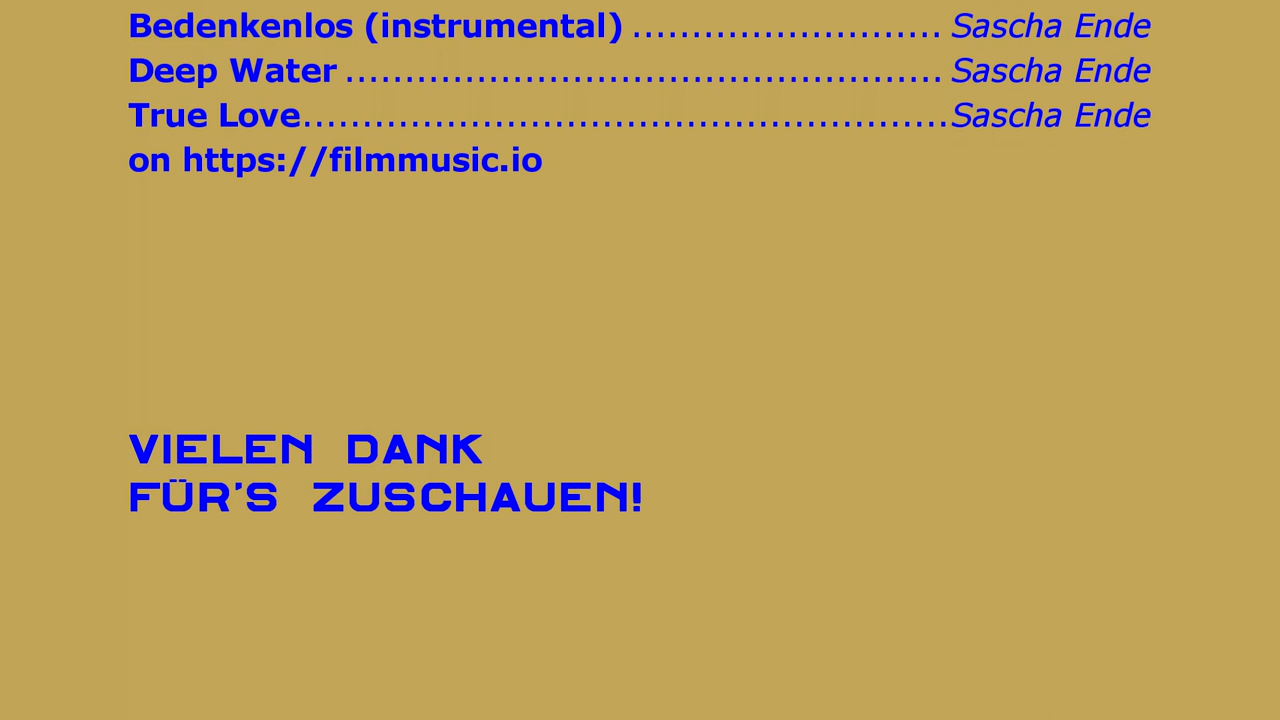 Bedenkenlos (instrumental) .......................... Sascha Ende
Deep Water .................................................. Sascha Ende
True Love......................................................Sascha Ende
on https://filmmusic.io
VIELEN DANK
FÜR'S ZUSCHAUEN!